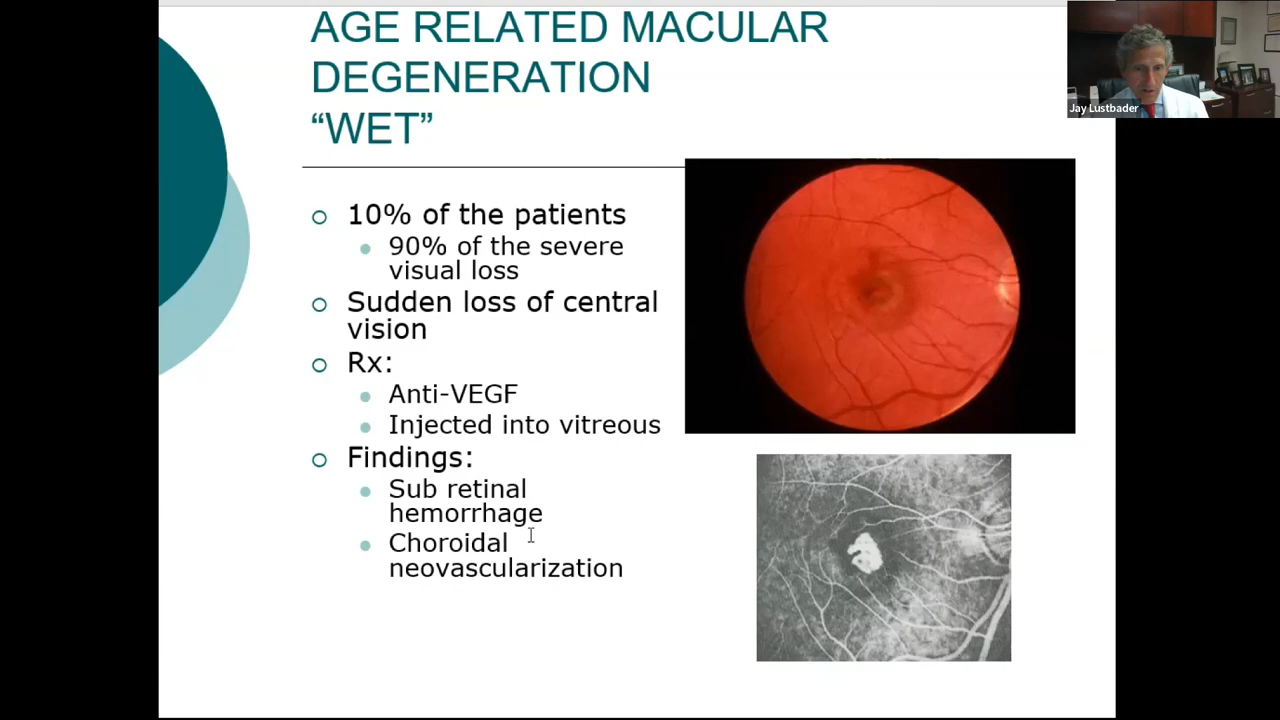 AGE RELATED MACULAR
DEGENERATION
“WET”
Jay Lustbader
10% of the patients
90% of the severe
visual loss
Sudden loss of central
vision
Rx:
Anti-VEGF
Injected into vitreous
Findings:
Sub retinal
hemorrhage
Choroidal
neovascularization